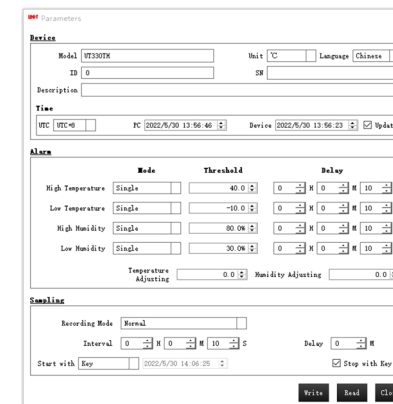 UNI-T Parameters
Device
Model UT330TH Unit ℃ Language Chinese
ID 0 SN
Description
Time
UTC UTC+8 PC 2022/5/30 13:56:46 Device 2022/5/30 13:56:23 Updat
Alarm
Mode Threshold Delay
High Temperature Single 40.0 0 H 0 M 10
Low Temperature Single -10.0 0 H 0 M 10
High Humidity Single 80.0% 0 H 0 M 10
Low Humidity Single 30.0% 0 H 0 M 10
Temperature Adjusting 0.0 Humidity Adjusting 0.0
Sampling
Recording Mode Normal
Interval 0 H 0 M 10 S Delay 0 M
Start with Key 2022/5/30 14:06:25 Stop with Key
Write Read Clo